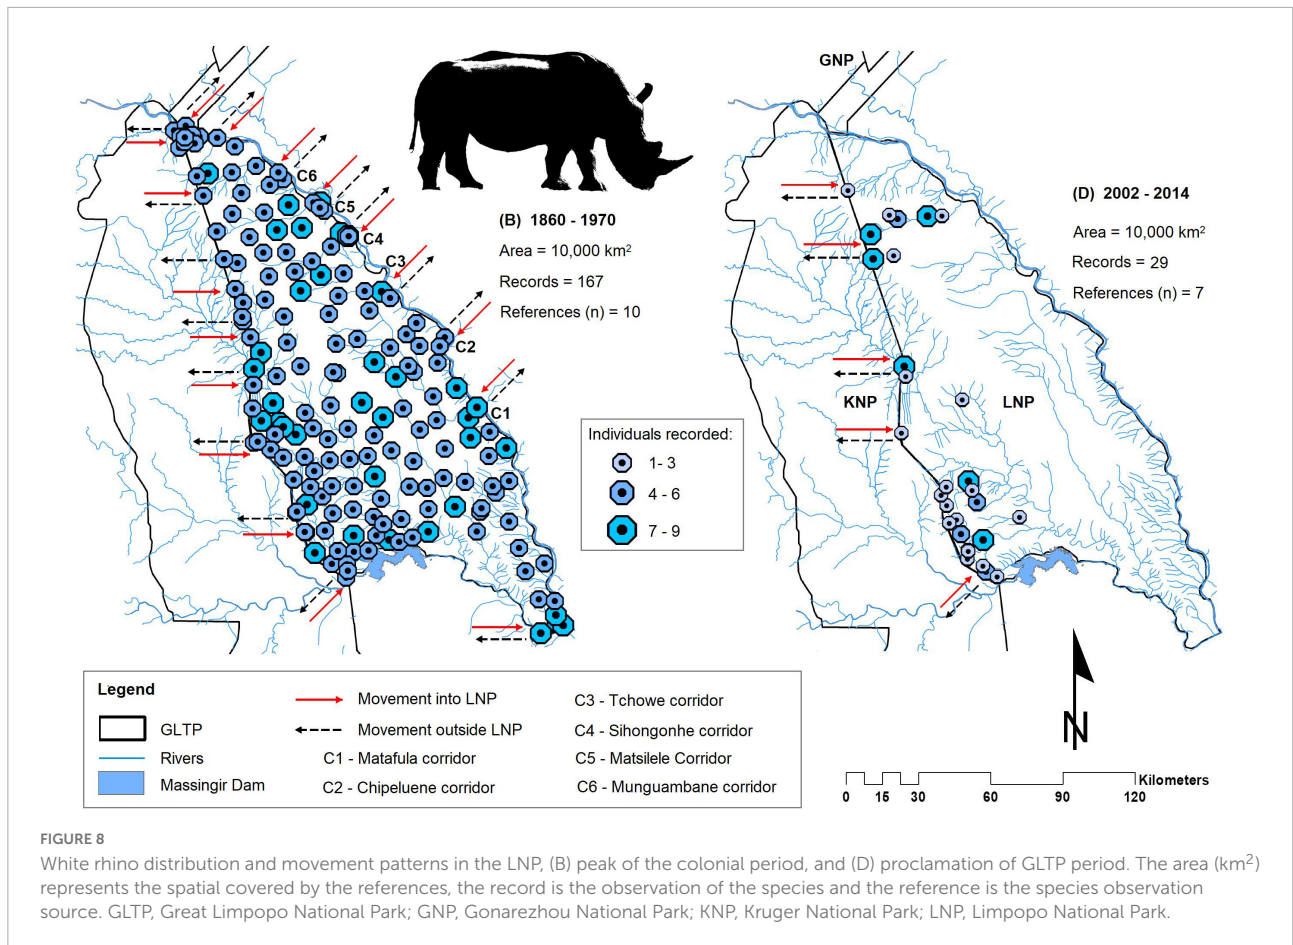 GNP
C6
C5
C4
C3
C2
C1
(B) 1860 - 1970
Area = 10,000 km²
Records = 167
References (n) = 10
(D) 2002 - 2014
Area = 10,000 km²
Records = 29
References (n) = 7
KNP
LNP
Individuals recorded:
1- 3
4 - 6
7 - 9
Legend
GLTP
Rivers
Massingir Dam
Movement into LNP
Movement outside LNP
C1 - Matafula corridor
C2 - Chipeluene corridor
C3 - Tchowe corridor
C4 - Sihongonhe corridor
C5 - Matsilele Corridor
C6 - Munguambane corridor
N
Kilometers
0 15 30 60 90 120
FIGURE 8
White rhino distribution and movement patterns in the LNP, (B) peak of the colonial period, and (D) proclamation of GLTP period. The area (km²)
represents the spatial covered by the references, the record is the observation of the species and the reference is the species observation
source. GLTP, Great Limpopo National Park; GNP, Gonarezhou National Park; KNP, Kruger National Park; LNP, Limpopo National Park.